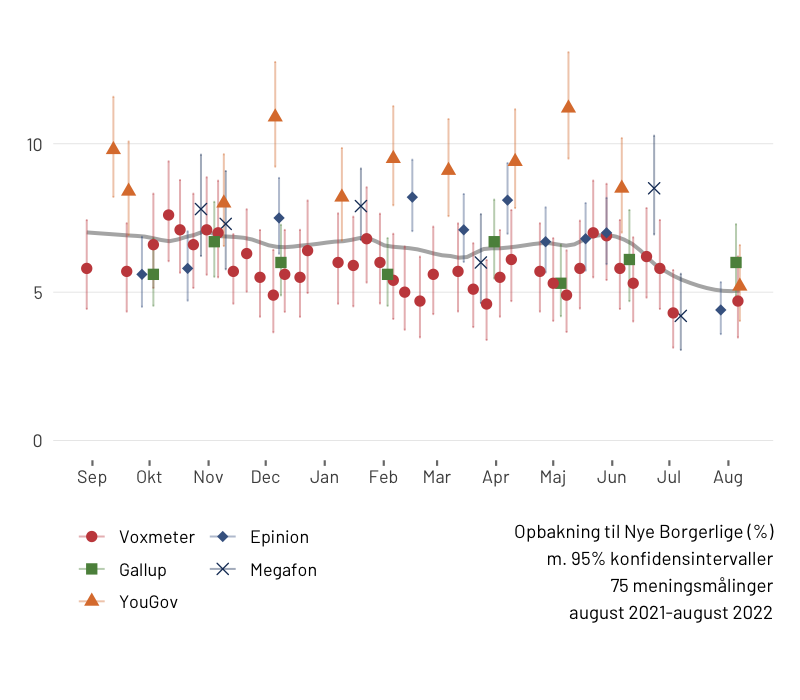 10
5
0
Sep Okt Nov Dec Jan Feb Mar Apr Maj Jun Jul Aug
Voxmeter Epinion
Gallup Megafon
YouGov
Opbakning til Nye Borgerlige (%)
m. 95% konfidensintervaller
75 meningsmålinger
august 2021-august 2022